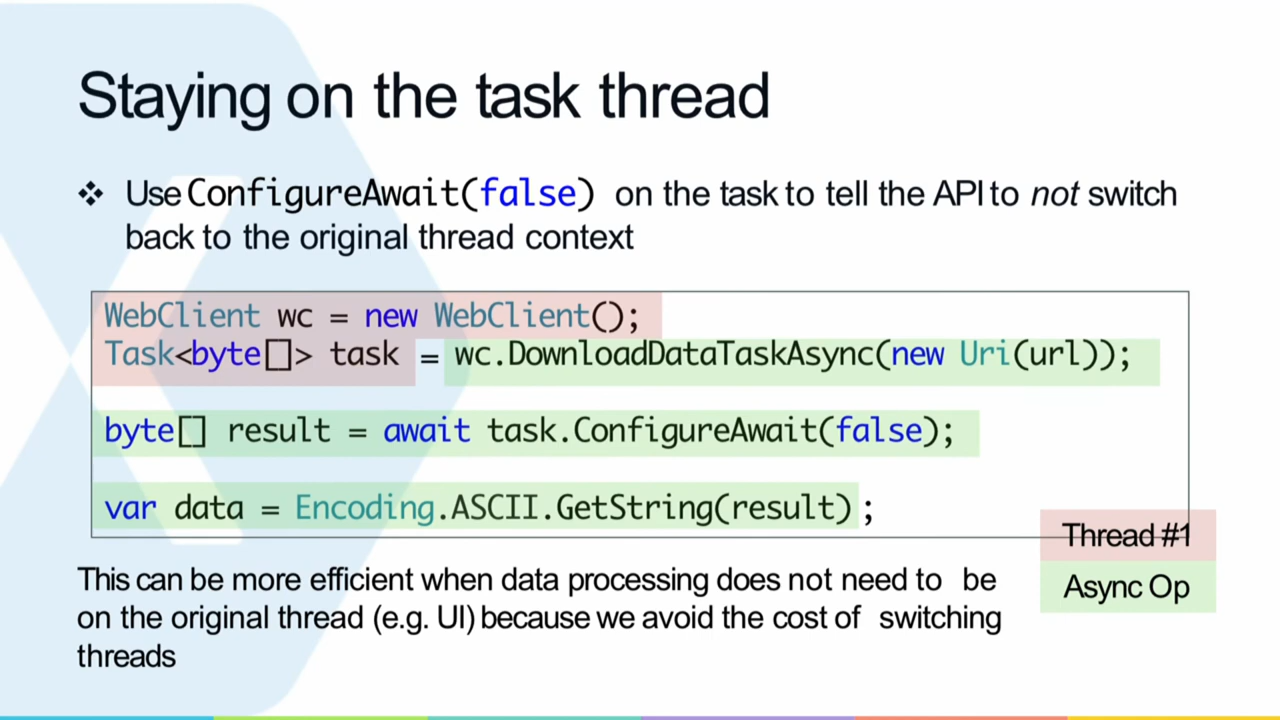 Staying on the task thread
❖ Use ConfigureAwait(false) on the task to tell the API to not switch
back to the original thread context
WebClient wc = new WebClient();
Task<byte[]> task = wc.DownloadDataTaskAsync(new Uri(url));
byte[] result = await task.ConfigureAwait(false);
var data = Encoding.ASCII.GetString(result);
Thread #1
Async Op
This can be more efficient when data processing does not need to be
on the original thread (e.g. UI) because we avoid the cost of switching
threads